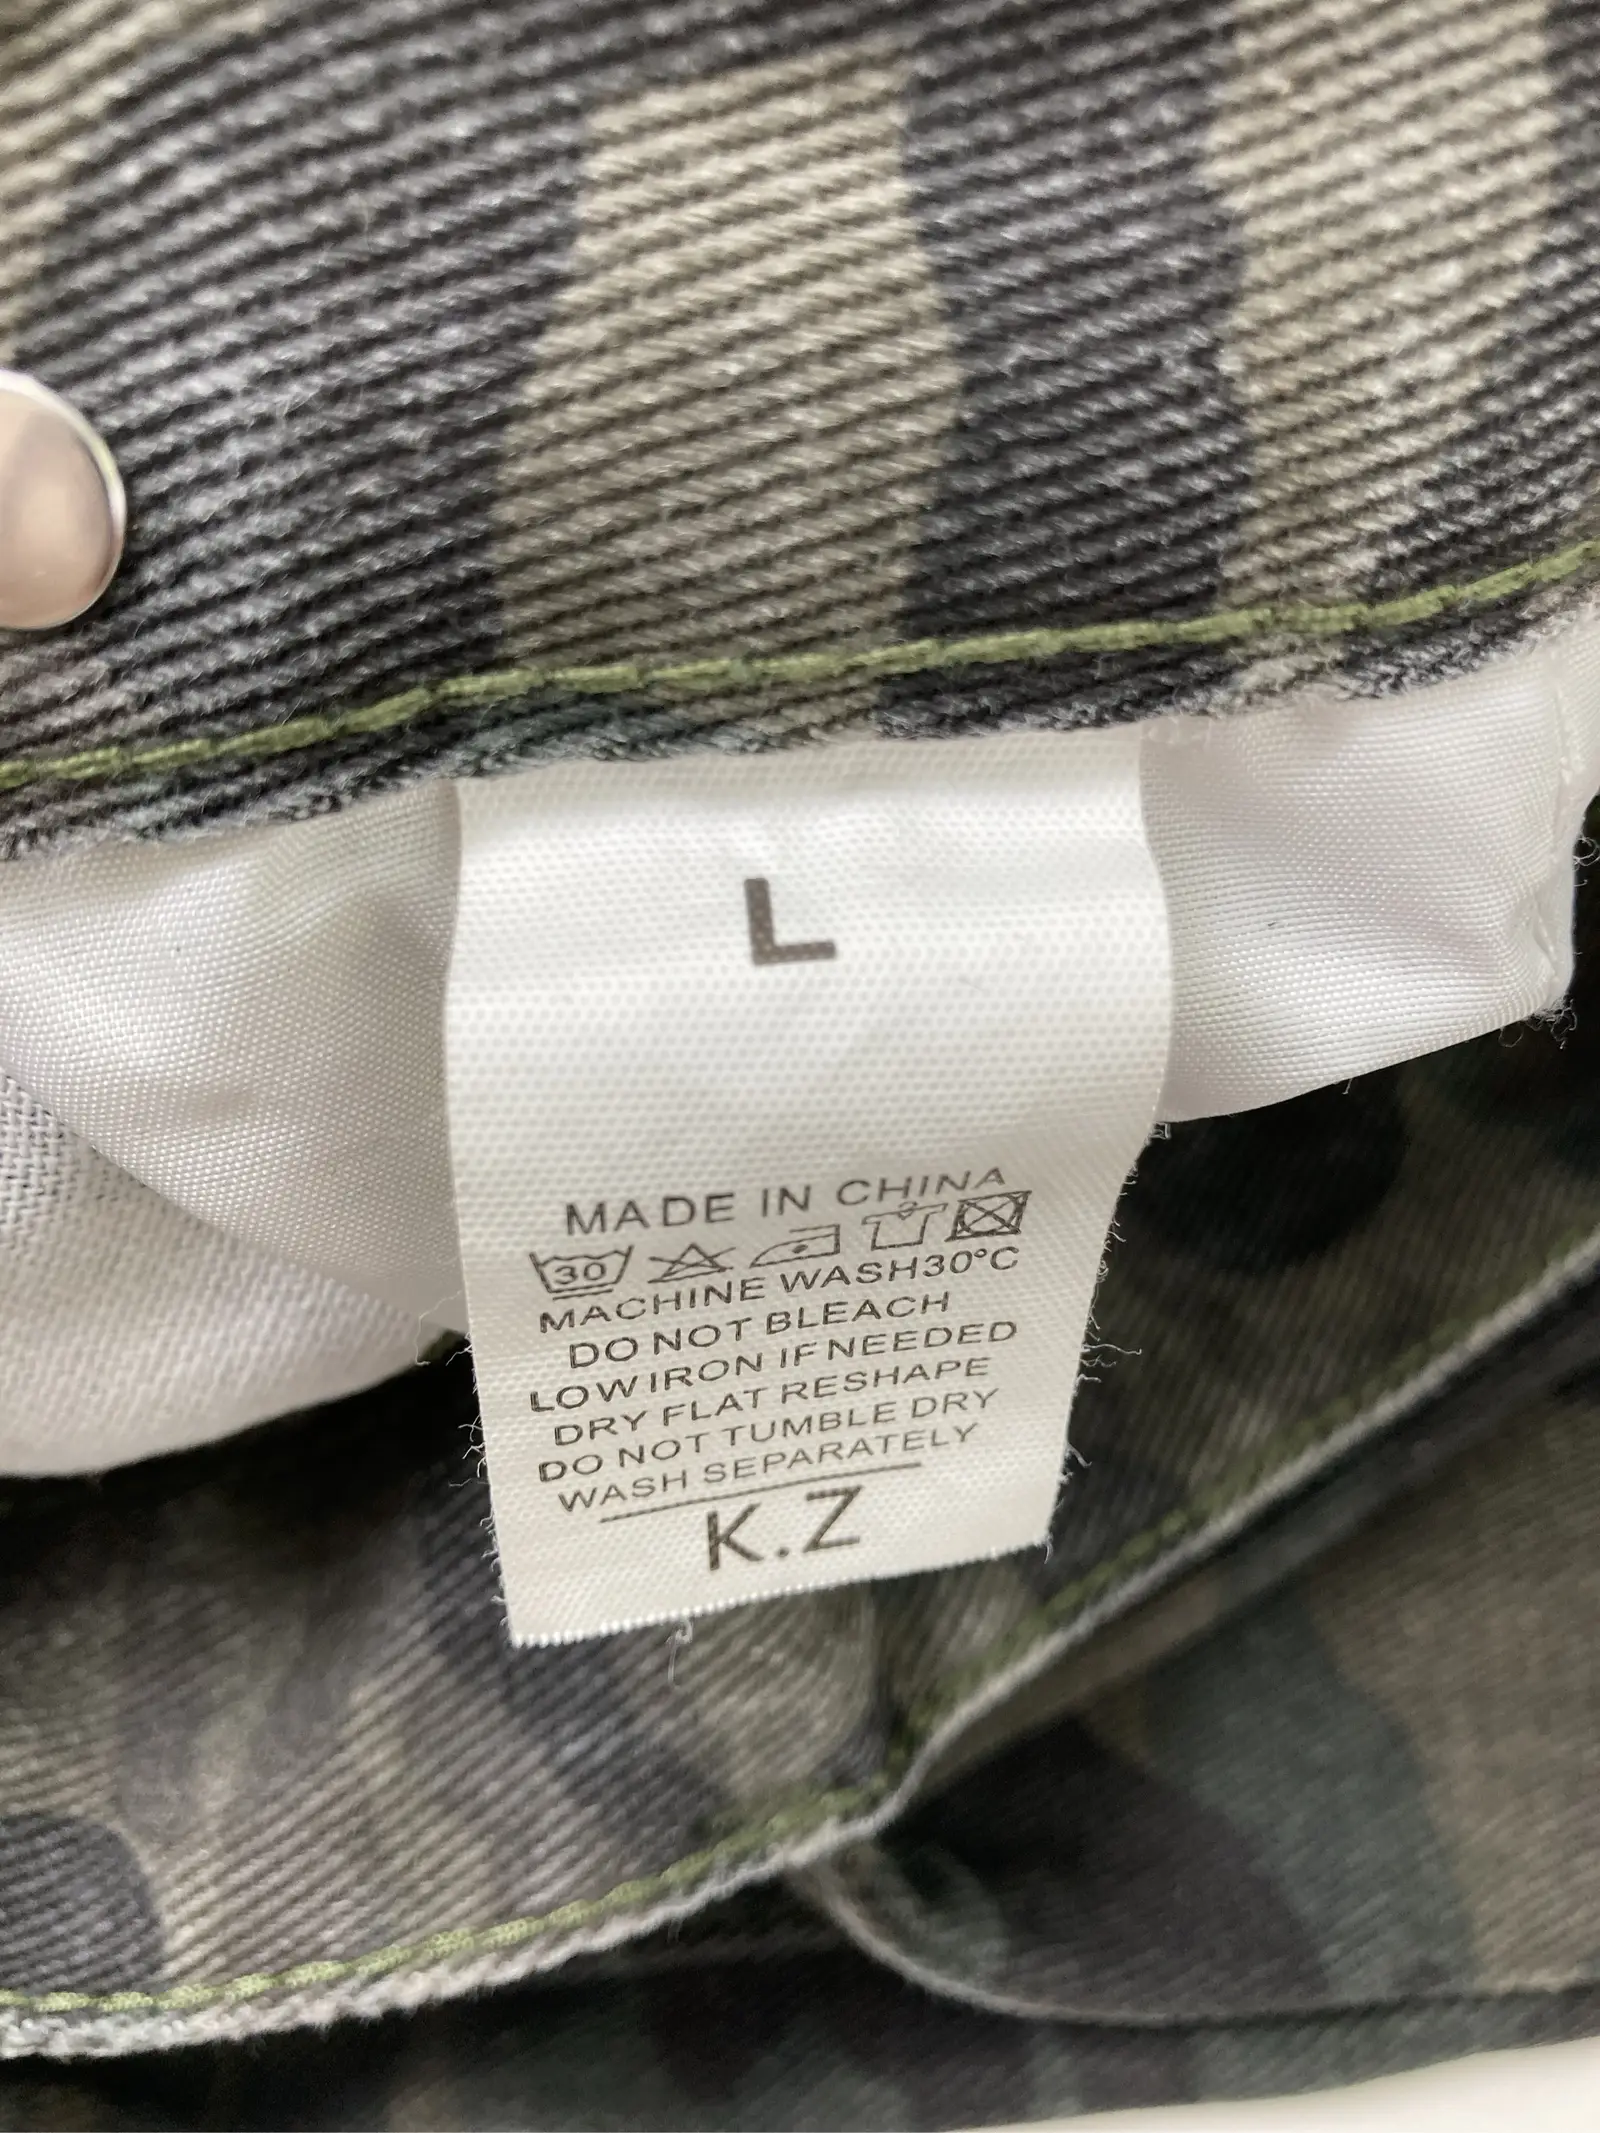 L
MADE IN CHINA
30
MACHINE WASH30°C
DO NOT BLEACH
LOW IRON IF NEEDED
DRY FLAT RESHAPE
DO NOT TUMBLE DRY
WASH SEPARATELY
K.Z